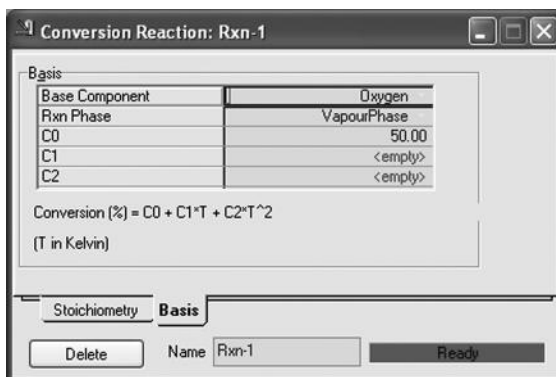 Conversion Reaction: Rxn-1
Basis
Base Component Oxygen
Rxn Phase VapourPhase
C0 50.00
C1 <empty>
C2 <empty>
Conversion (%) = C0 + C1*T + C2*T^2
(T in Kelvin)
Stoichiometry Basis
Delete Name Rxn-1 Ready